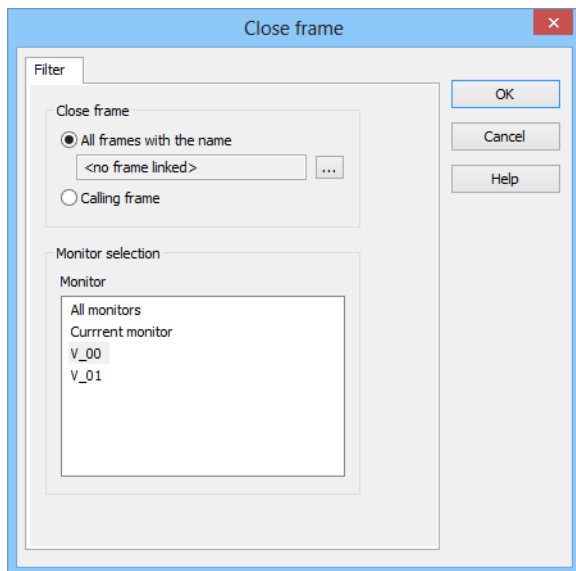 Close frame
Filter
Close frame
All frames with the name
<no frame linked>
...
Calling frame
Monitor selection
Monitor
All monitors
Currrent monitor
V_00
V_01
OK
Cancel
Help